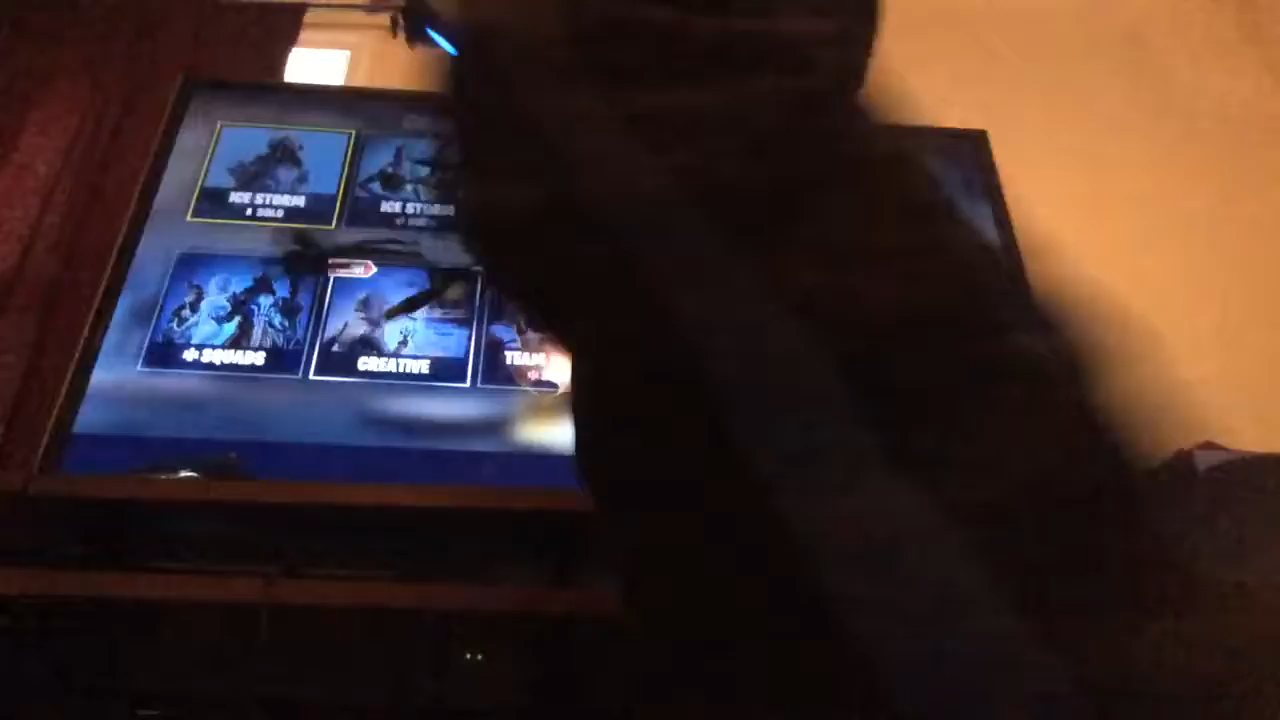 ICE STORM
SOLO
ICE STORM
SQUADS
CREATIVE
TEAM